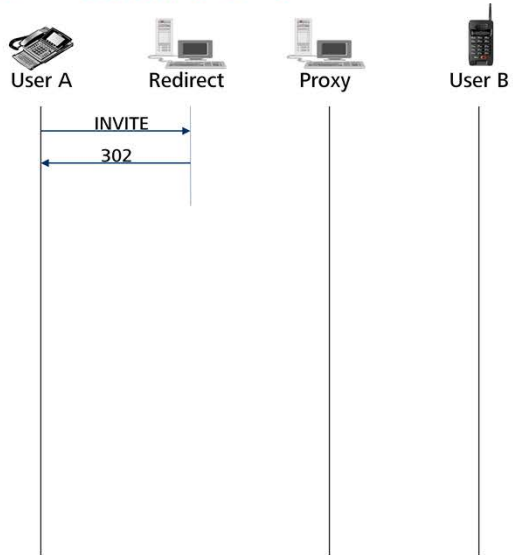 User A
Redirect
Proxy
User B
INVITE
302